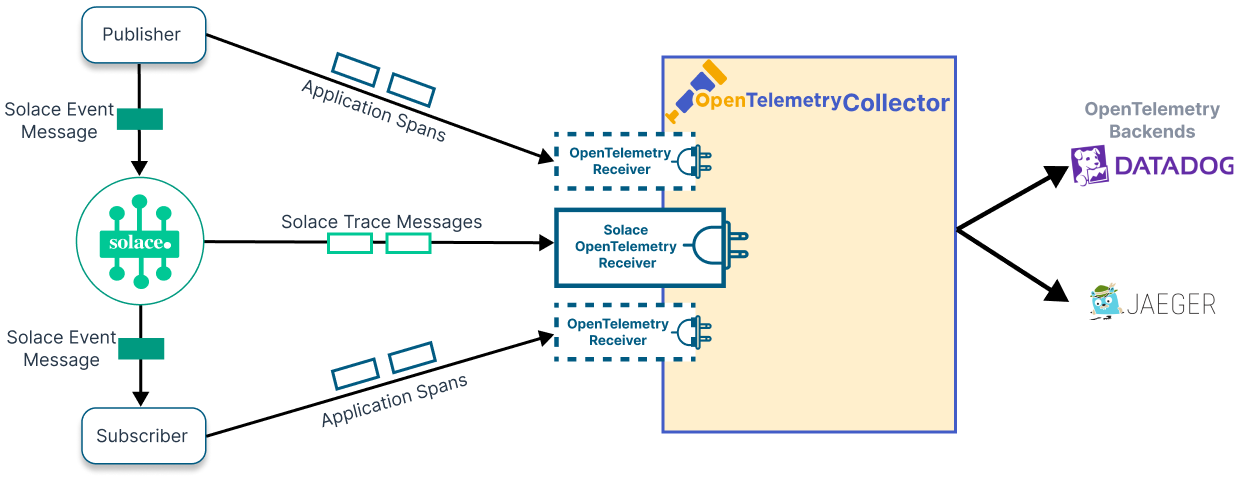 Publisher
Solace Event
Message
solace.
Solace Event
Message
Subscriber
Application Spans
Solace Trace Messages
Application Spans
OpenTelemetry Collector
OpenTelemetry
Receiver
Solace
OpenTelemetry
Receiver
OpenTelemetry
Receiver
OpenTelemetry
Backends
DATADOG
JAEGER